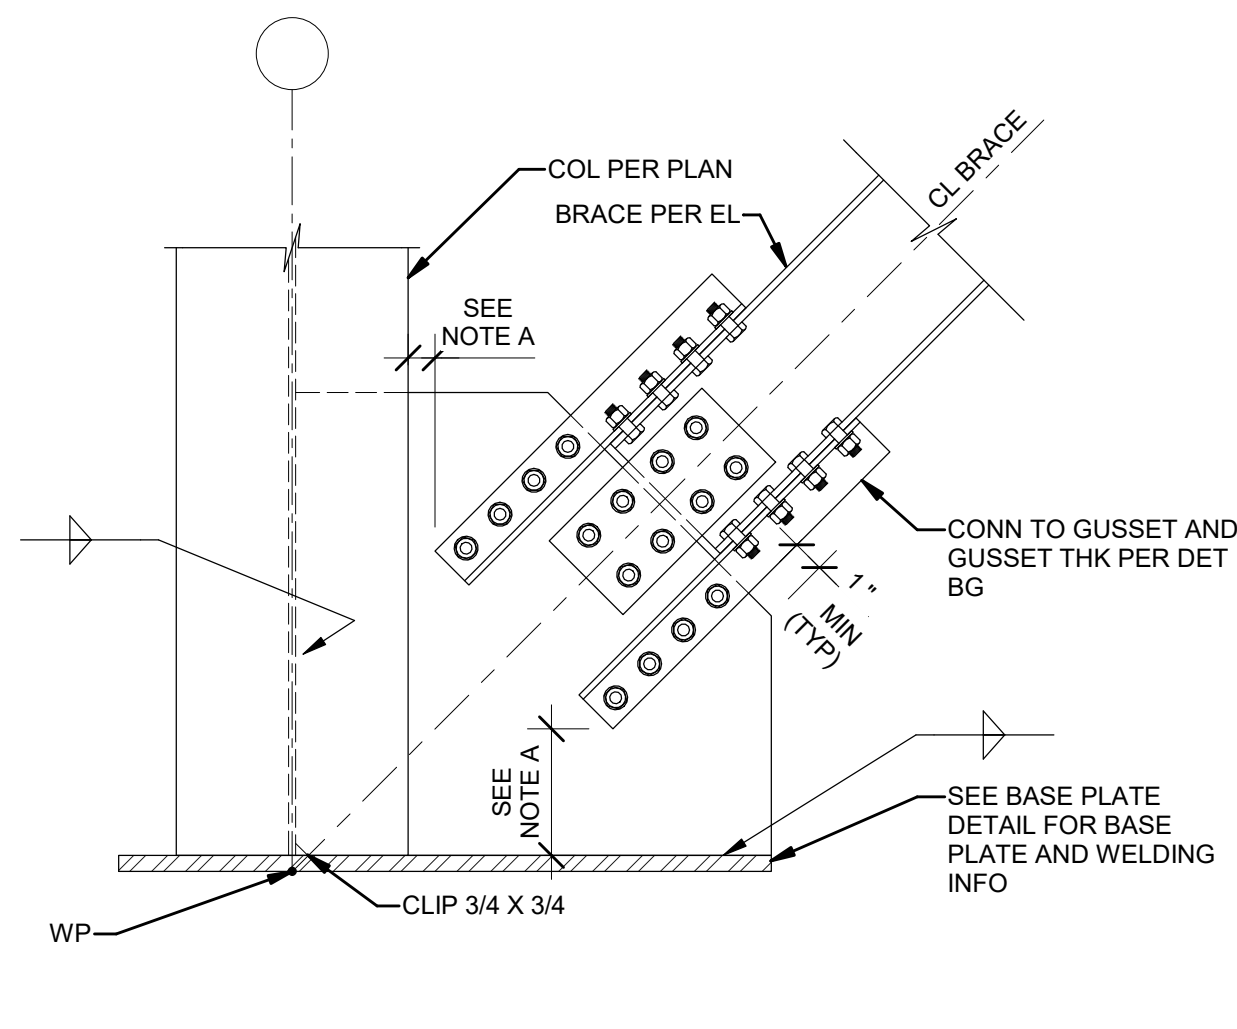 CL BRACE
COL PER PLAN
BRACE PER EL
SEE
NOTE A
CONN TO GUSSET AND
GUSSET THK PER DET
BG
1"
MIN
(TYP)
SEE
NOTE A
SEE BASE PLATE
DETAIL FOR BASE
PLATE AND WELDING
INFO
CLIP 3/4 X 3/4
WP